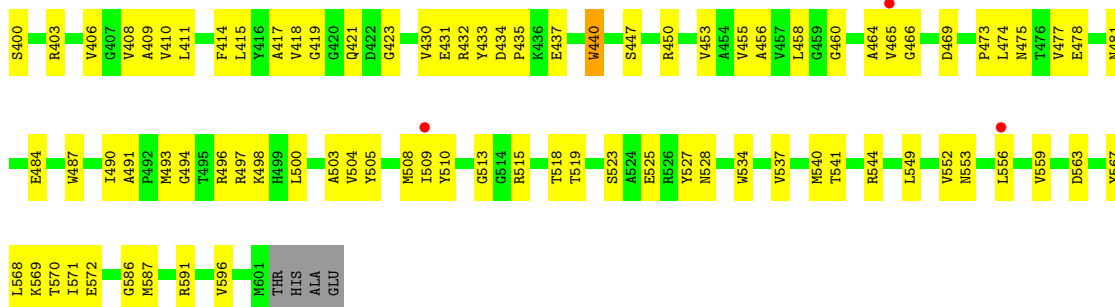 S400 R403 V406 G407 V408 A409 V410 L411 F414 L415 Y416 A417 V418 G419 G420 Q421 D422 G423 V430 E431 R432 Y433 D434 P435 K436 E437 W440 S447 R450 V453 A454 V455 A456 V457 L458 G459 G460 A464 V465 G466 D469 P473 L474 N475 T476 V477 E478 N481
E484 W487 I490 A491 P492 M493 G494 T495 R496 R497 K498 H499 L500 A503 V504 Y505 M508 I509 Y510 G513 G514 R515 T518 T519 S523 A524 E525 R526 Y527 N528 W534 V537 M540 T541 R544 L549 V552 N553 L556 V559 D563 Y567
L568 K569 T570 I571 E572 G586 M587 R591 V596 M601 THR HIS ALA GLU